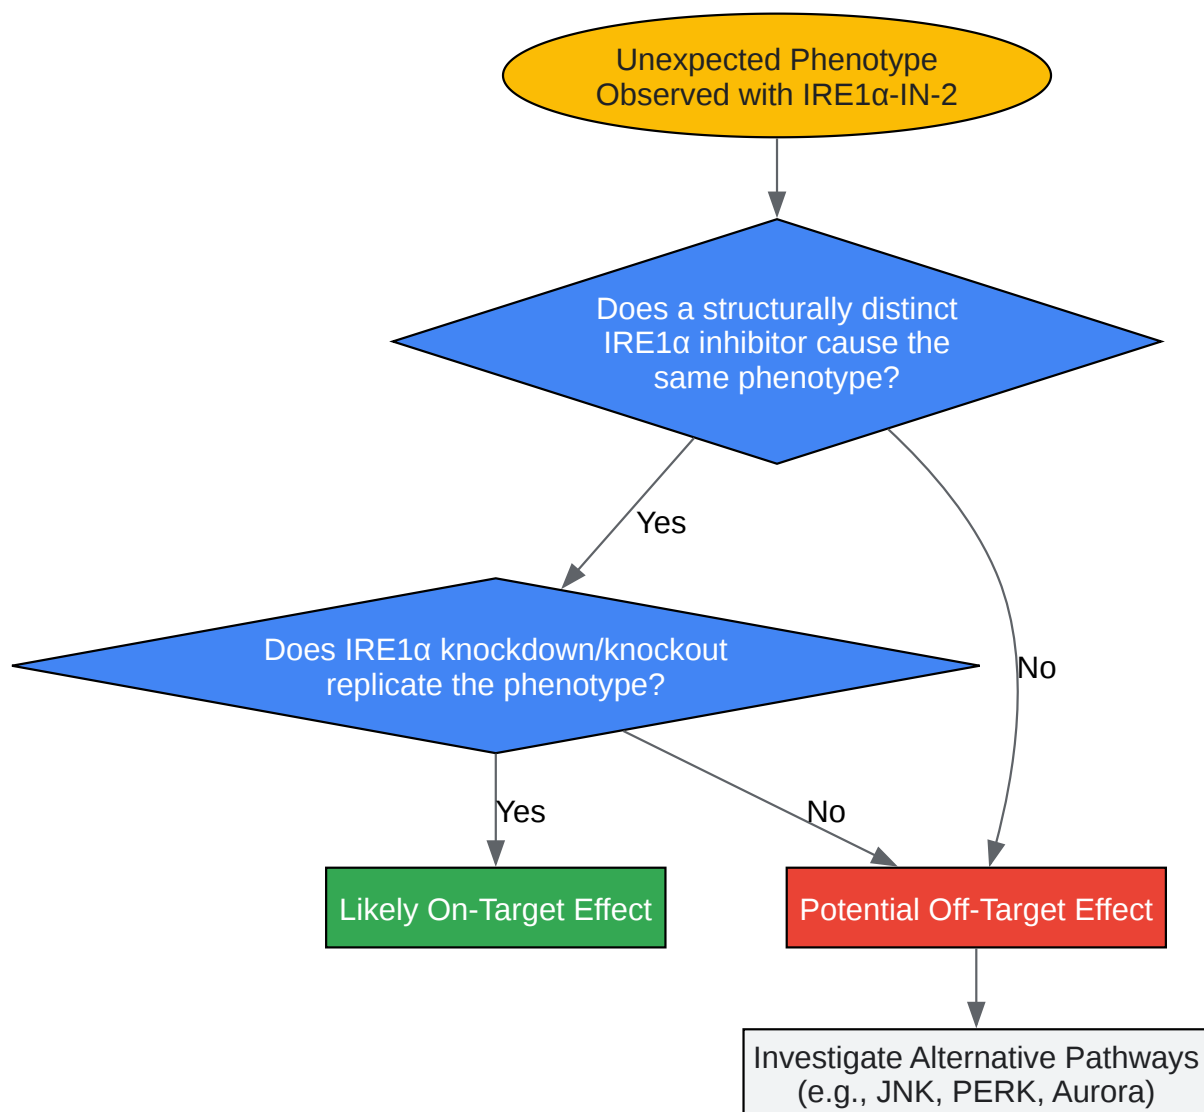 Unexpected Phenotype
Observed with IRE1α-IN-2
Does a structurally distinct
IRE1α inhibitor cause the
same phenotype?
Yes
No
Does IRE1α knockdown/knockout
replicate the phenotype?
Yes
No
Likely On-Target Effect
Potential Off-Target Effect
Investigate Alternative Pathways
(e.g., JNK, PERK, Aurora)